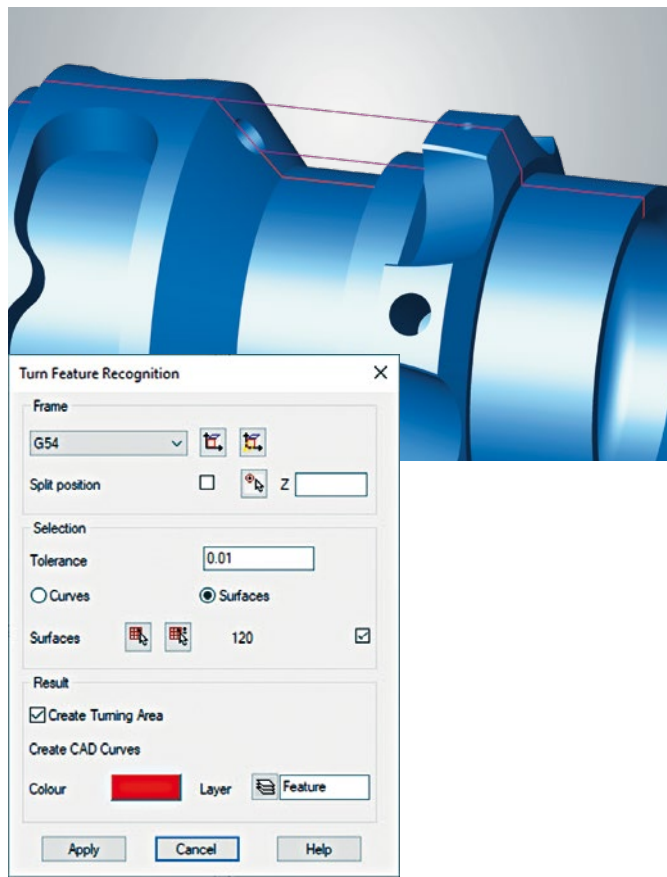 Turn Feature Recognition
Frame
G54
Split position Z
Selection
Tolerance 0.01
Curves Surfaces
Surfaces 120
Result
Create Turning Area
Create CAD Curves
Colour Layer Feature
Apply Cancel Help